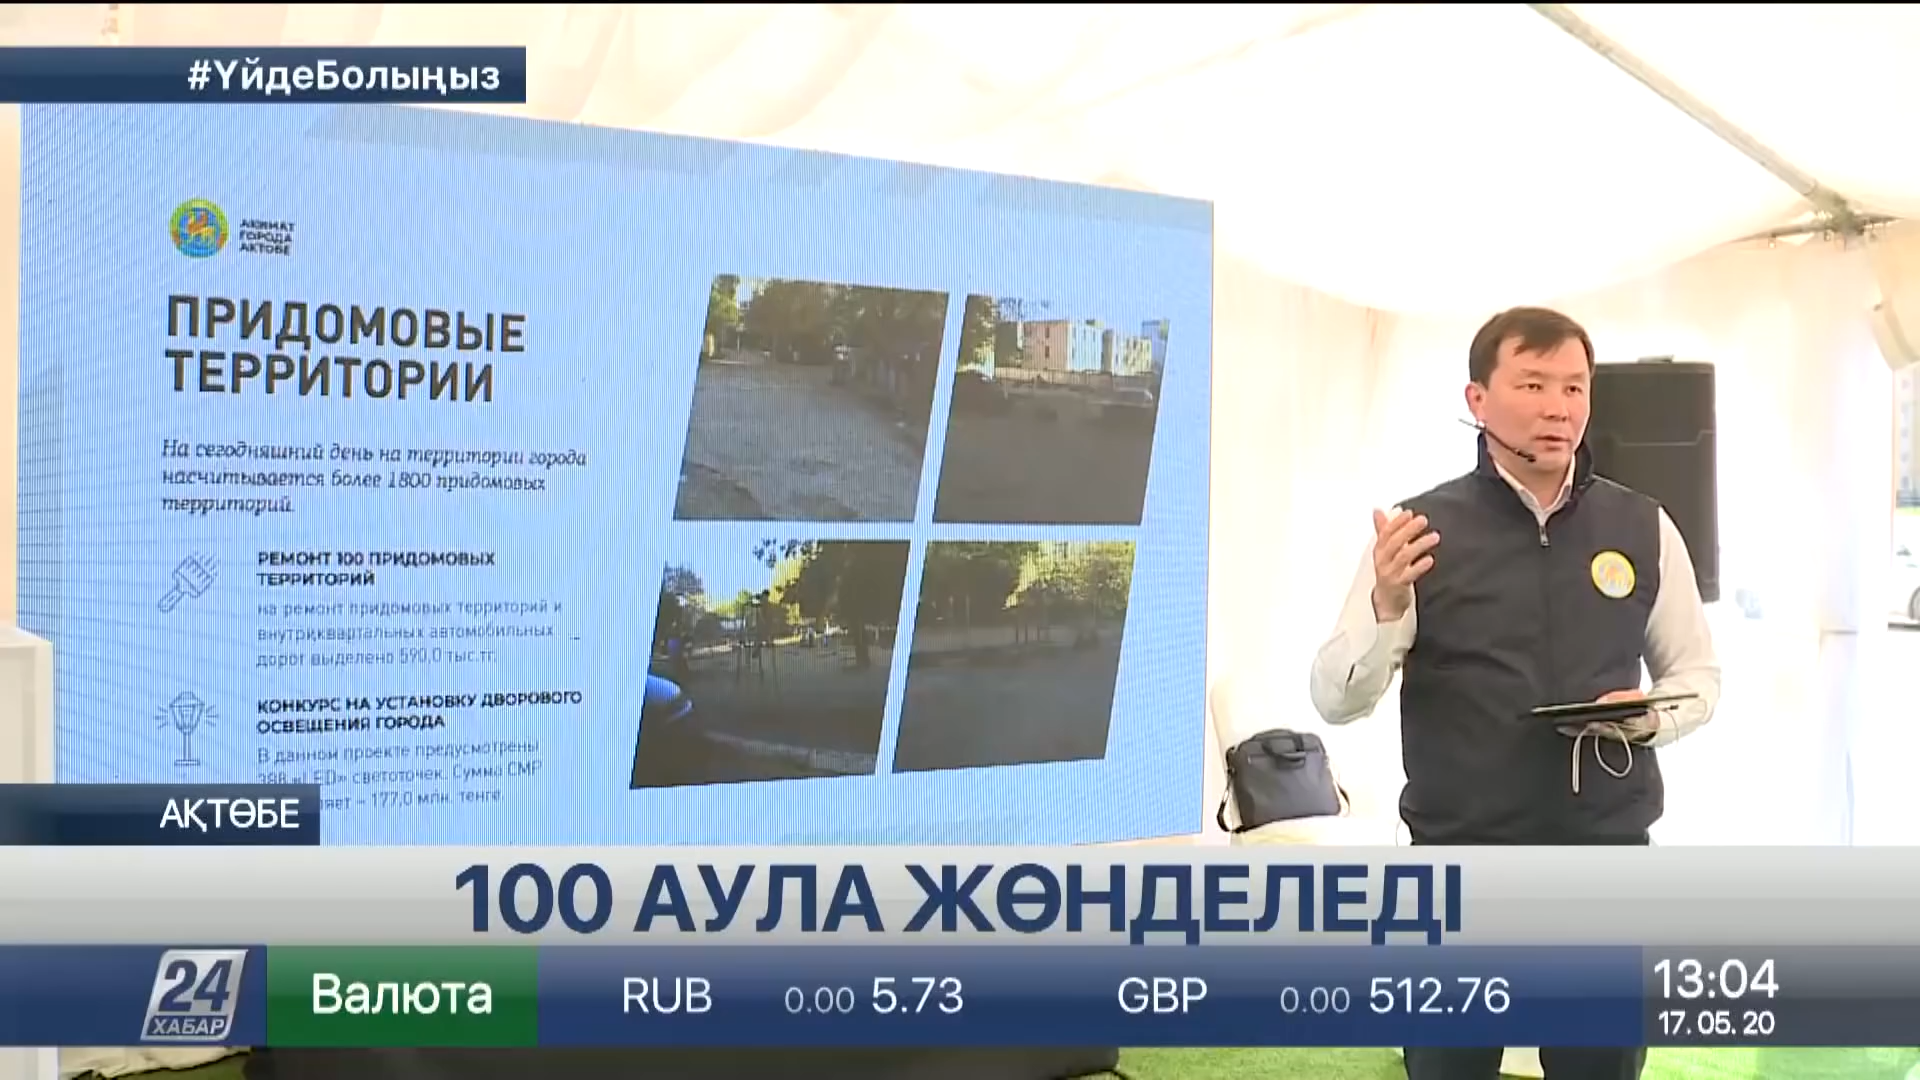 #ҮйдеБолыңыз
АКИМАТ
ГОРОДА
АКТОБЕ
ПРИДОМОВЫЕ
ТЕРРИТОРИИ
На сегодняшний день на территории города
насчитывается более 1800 придомовых
территорий.
РЕМОНТ 100 ПРИДОМОВЫХ
ТЕРРИТОРИЙ
на ремонт придомовых территорий и
внутриквартальных автомобильных
дорог выделено 590,0 тыс.тг.
КОНКУРС НА УСТАНОВКУ ДВОРОВОГО
ОСВЕЩЕНИЯ ГОРОДА
В данном проекте предусмотрены
388 «LED» светоточек. Сумма СМР
– 177,0 млн. тенге.
АҚТӨБЕ
100 АУЛА ЖӨНДЕЛЕДІ
24
ХАБАР
Валюта
RUB 0.00 5.73 GBP 0.00 512.76
13:04
17.05.20